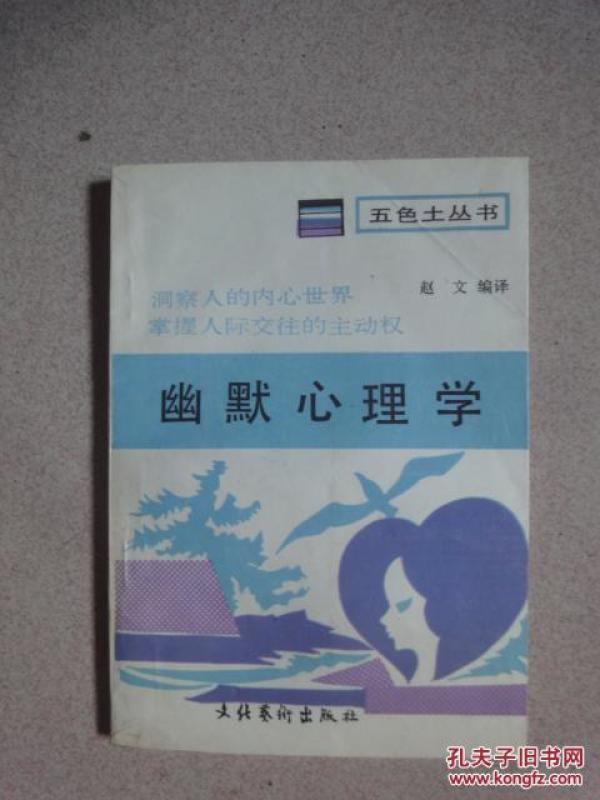 五色土丛书
赵文 编译
洞察人的内心世界
掌握人际交往的主动权
幽默心理学
文化艺術出版社
孔夫子旧书网
www.kongfz.com